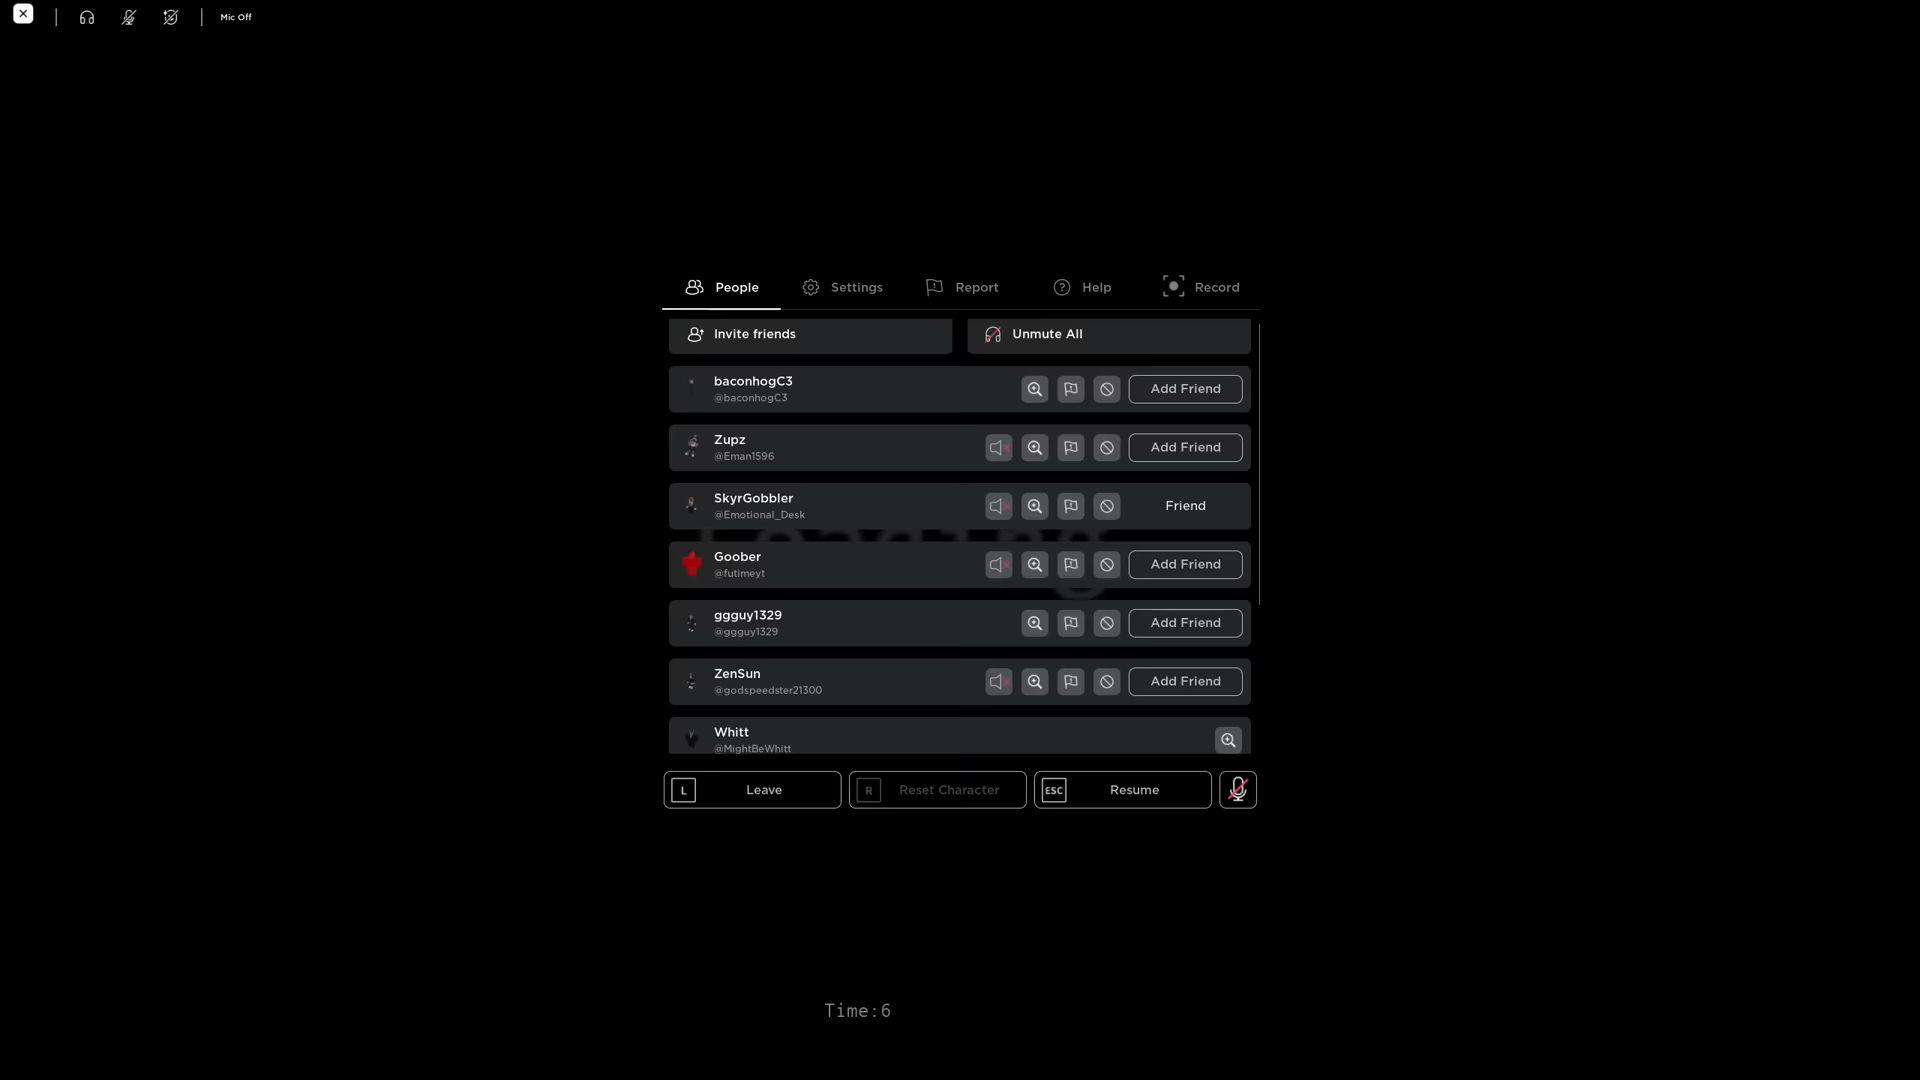 Mic Off
People Settings Report Help Record
Invite friends Unmute All
baconhogC3
@baconhogC3
Add Friend
Zupz
@Eman1596
Add Friend
SkyrGobbler
@Emotional_Desk
Friend
Loading
Goober
@futimeyt
Add Friend
ggguy1329
@ggguy1329
Add Friend
ZenSun
@godspeedster21300
Add Friend
Whitt
@MightBeWhitt
L Leave R Reset Character ESC Resume
Time:6